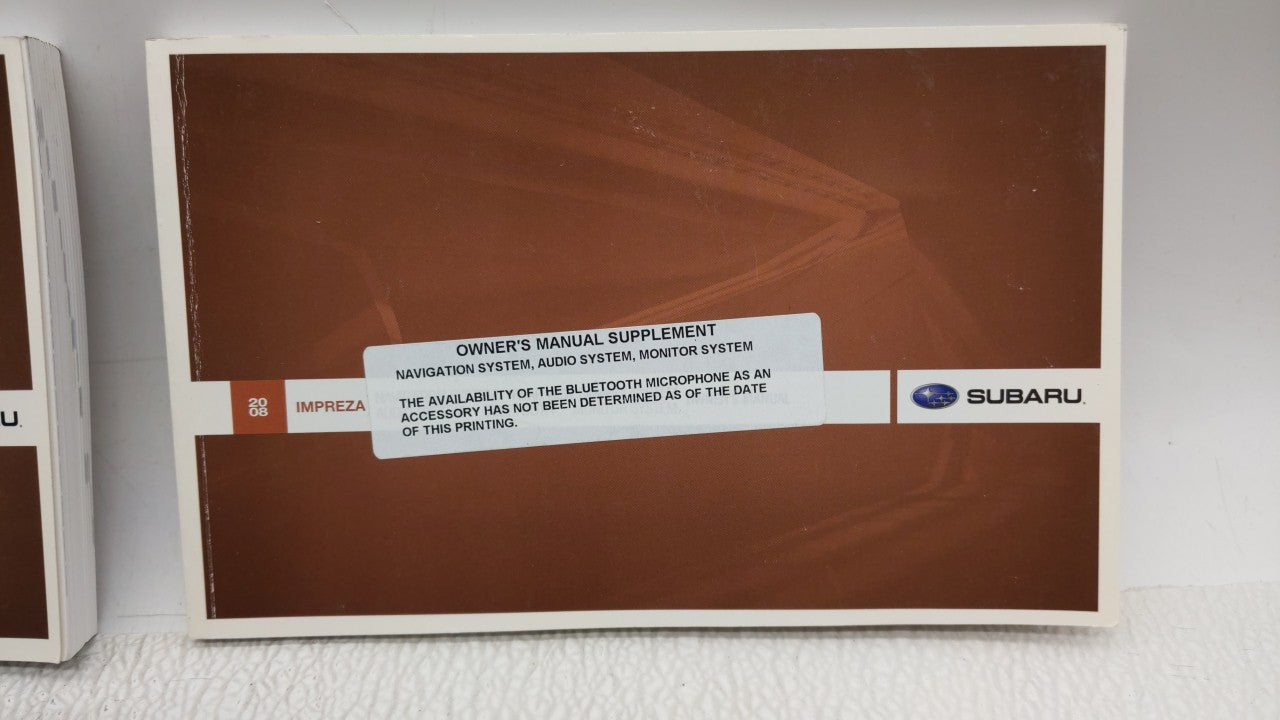 U.
OWNER'S MANUAL SUPPLEMENT
NAVIGATION SYSTEM, AUDIO SYSTEM, MONITOR SYSTEM
THE AVAILABILITY OF THE BLUETOOTH MICROPHONE AS AN
ACCESSORY HAS NOT BEEN DETERMINED AS OF THE DATE
OF THIS PRINTING.
20
08
IMPREZA
SUBARU.